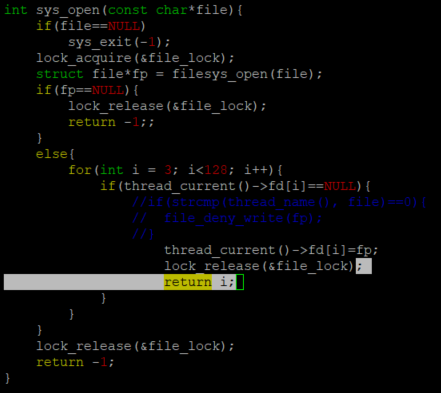 int sys_open(const char*file){
    if(file==NULL)
        sys_exit(-1);
    lock_acquire(&file_lock);
    struct file*fp = filesys_open(file);
    if(fp==NULL){
        lock_release(&file_lock);
        return -1;;
    }
    else{
        for(int i = 3; i<128; i++){
            if(thread_current()->fd[i]==NULL){
                //if(strcmp(thread_name(), file)==0){
                //  file_deny_write(fp);
                //}
                    thread_current()->fd[i]=fp;
                    lock_release(&file_lock);
                    return i;
            }
        }
    }
    lock_release(&file_lock);
    return -1;
}